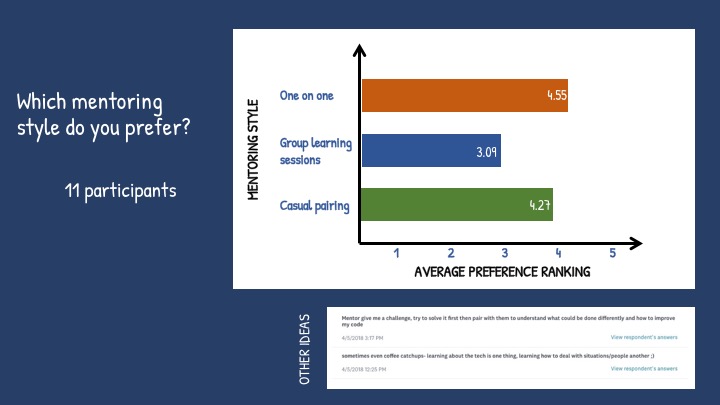 Which mentoring
style do you prefer?
11 participants
MENTORING STYLE
One on one
4.55
Group learning
sessions
3.09
Casual pairing
4.27
1 2 3 4 5
AVERAGE PREFERENCE RANKING
OTHER IDEAS
Mentor give me a challenge, try to solve it first then pair with them to understand what could be done differently and how to improve
my code
4/5/2018 3:17 PM View respondent's answers
sometimes even coffee catchups- learning about the tech is one thing, learning how to deal with situations/people another ;)
4/5/2018 12:25 PM View respondent's answers